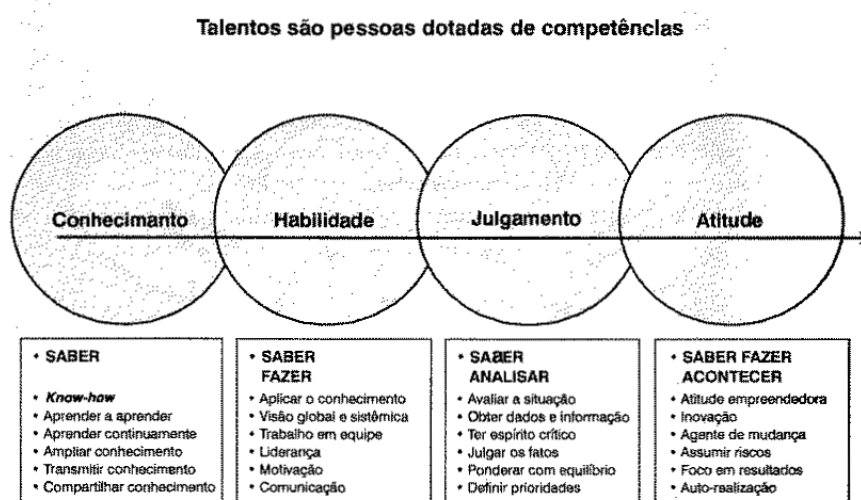 Talentos são pessoas dotadas de competências
Conhecimanto
Habilidade
Julgamento
Atitude
• SABER
• Know-how
• Aprender a aprender
• Aprender continuamente
• Ampliar conhecimento
• Transmitir conhecimento
• Compartilhar conhecimento
• SABER
FAZER
• Aplicar o conhecimento
• Visão global e sistêmica
• Trabalho em equipe
• Liderança
• Motivação
• Comunicação
• SABER
ANALISAR
• Avaliar a situação
• Obter dados e informação
• Ter espírito crítico
• Julgar os fatos
• Ponderar com equilíbrio
• Definir prioridades
• SABER FAZER
ACONTECER
• Atitude empreendedora
• Inovação
• Agente de mudança
• Assumir riscos
• Foco em resultados
• Auto-realização